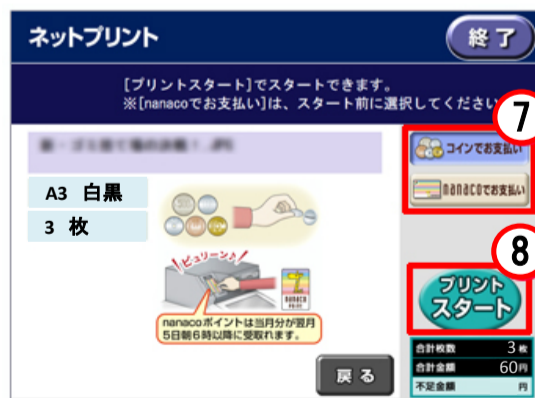 ネットプリント
終了
[プリントスタート]でスタートできます。
※[nanacoでお支払い]は、スタート前に選択してください
7
コインでお支払い
nanacoでお支払い
A3 白黒
3 枚
ピュリーン♪
nanaco
nanacoポイントは当月分が翌月
5日朝6時以降に受取れます。
8
プリント
スタート
戻る
合計枚数 3枚
合計金額 60円
不足金額 円